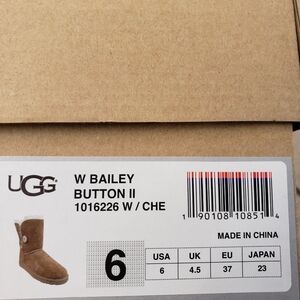 UGG
W BAILEY
BUTTON II
1016226 W / CHE
1 90108 10851 4
MADE IN CHINA
6
USA UK EU JAPAN
6 4.5 37 23